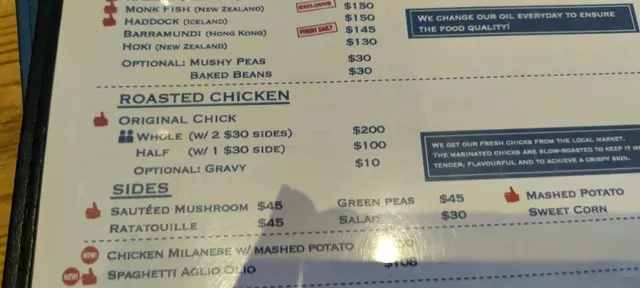 MONK FISH (NEW ZEALAND) EXCLUSIVE $150
HADDOCK (ICELAND) $150
BARRAMUNDI (HONG KONG) FRESH DAILY $145
HOKI (NEW ZEALAND) $130
OPTIONAL: MUSHY PEAS $30
BAKED BEANS $30
WE CHANGE OUR OIL EVERYDAY TO ENSURE
THE FOOD QUALITY!
ROASTED CHICKEN
ORIGINAL CHICK
WHOLE (W/ 2 $30 SIDES) $200
HALF (W/ 1 $30 SIDE) $100
OPTIONAL: GRAVY $10
WE GET OUR FRESH CHICKS FROM THE LOCAL MARKET.
THE MARINATED CHICKS ARE SLOW-ROASTED TO KEEP IT
TENDER, FLAVOURFUL AND TO ACHIEVE A CRISPY SKIN.
SIDES
SAUTÉED MUSHROOM $45 GREEN PEAS $45 MASHED POTATO
RATATOUILLE $45 SALAD $30 SWEET CORN
NEW! CHICKEN MILANESE W/ MASHED POTATO
NEW! SPAGHETTI AGLIO OLIO $108